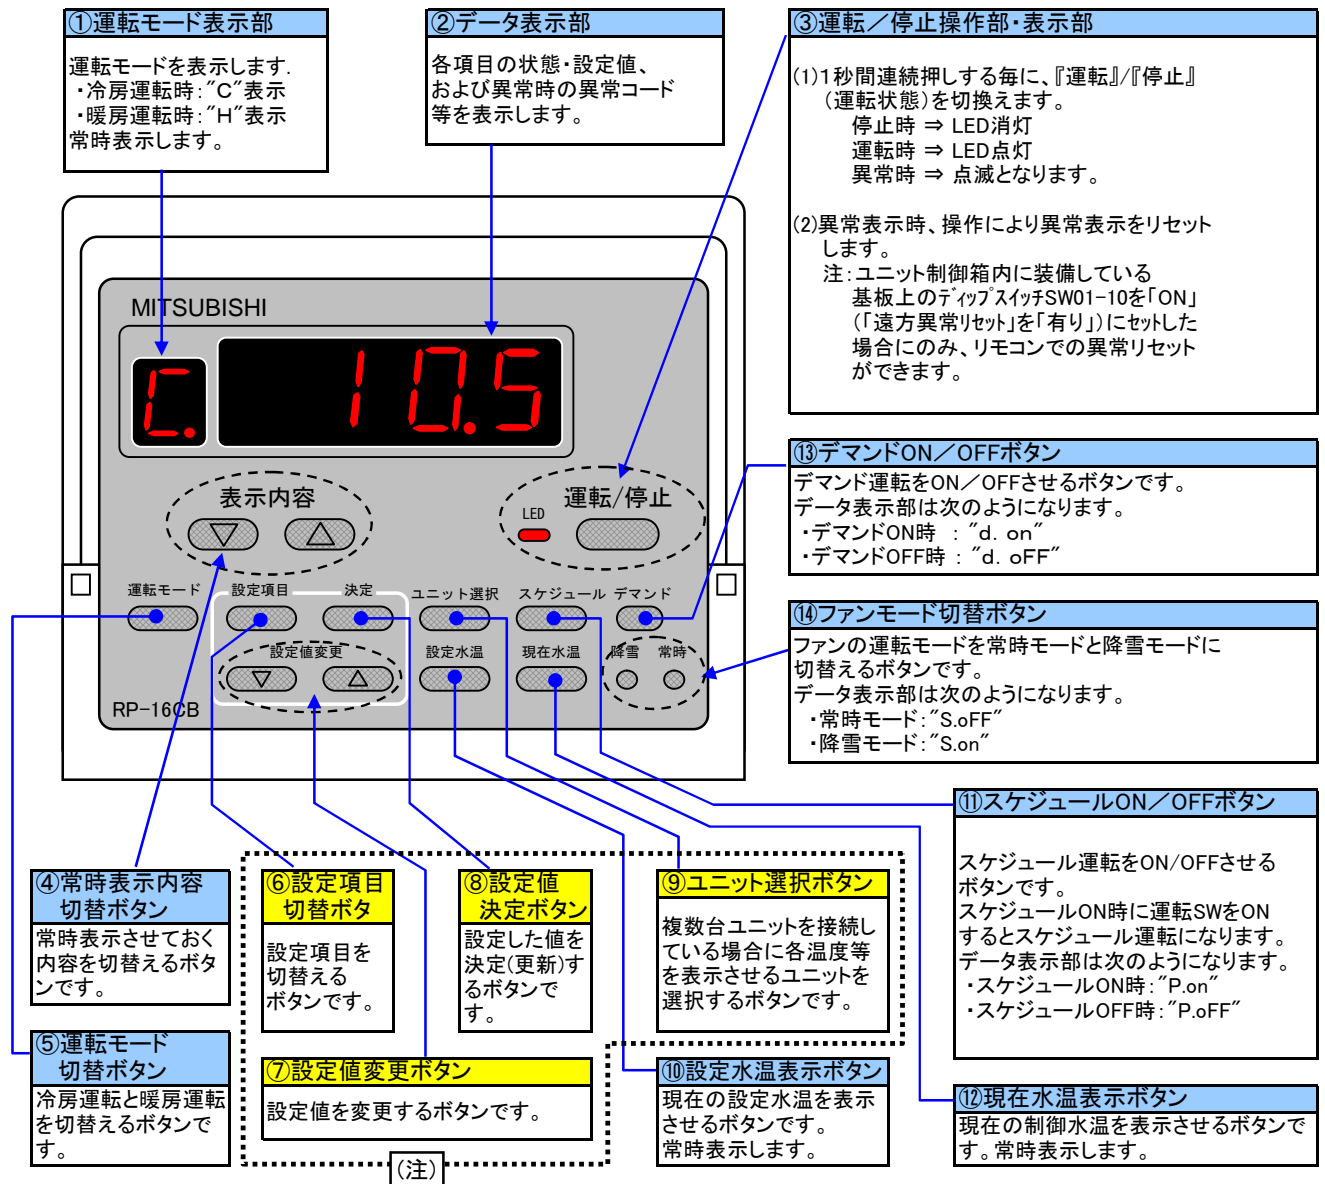 ①運転モード表示部
運転モードを表示します.
・冷房運転時："C"表示
・暖房運転時："H"表示
常時表示します。
②データ表示部
各項目の状態・設定値、
および異常時の異常コード
等を表示します。
③運転／停止操作部・表示部
(1)1秒間連続押しする毎に、『運転』/『停止』
（運転状態）を切換えます。
停止時 ⇒ LED消灯
運転時 ⇒ LED点灯
異常時 ⇒ 点滅となります。
(2)異常表示時、操作により異常表示をリセット
します。
注：ユニット制御箱内に装備している
基板上のディップスイッチSW01-10を「ON」
（「遠方異常リセット」を「有り」）にセットした
場合にのみ、リモコンでの異常リセット
ができます。
MITSUBISHI
C.
10.5
表示内容
▽
△
LED
運転/停止
運転モード
設定項目
決定
ユニット選択
スケジュール
デマンド
設定値変更
▽
△
設定水温
現在水温
降雪
常時
RP-16CB
⑬デマンドON／OFFボタン
デマンド運転をON／OFFさせるボタンです。
データ表示部は次のようになります。
・デマンドON時 ："d. on"
・デマンドOFF時 ："d. oFF"
⑭ファンモード切替ボタン
ファンの運転モードを常時モードと降雪モードに
切替えるボタンです。
データ表示部は次のようになります。
・常時モード："S.oFF"
・降雪モード："S.on"
⑪スケジュールON／OFFボタン
スケジュール運転をON/OFFさせる
ボタンです。
スケジュールON時に運転SWをON
するとスケジュール運転になります。
データ表示部は次のようになります。
・スケジュールON時："P.on"
・スケジュールOFF時："P.oFF"
④常時表示内容
切替ボタン
常時表示させておく
内容を切替えるボタ
ンです。
⑥設定項目
切替ボタ
設定項目を
切替える
ボタンです。
⑧設定値
決定ボタン
設定した値を
決定(更新)す
るボタンで
す。
⑨ユニット選択ボタン
複数台ユニットを接続し
ている場合に各温度等
を表示させるユニットを
選択するボタンです。
⑤運転モード
切替ボタン
冷房運転と暖房運転
を切替えるボタンで
す。
⑦設定値変更ボタン
設定値を変更するボタンです。
⑩設定水温表示ボタン
現在の設定水温を表示
させるボタンです。
常時表示します。
⑫現在水温表示ボタン
現在の制御水温を表示させるボタンで
す。常時表示します。
(注)